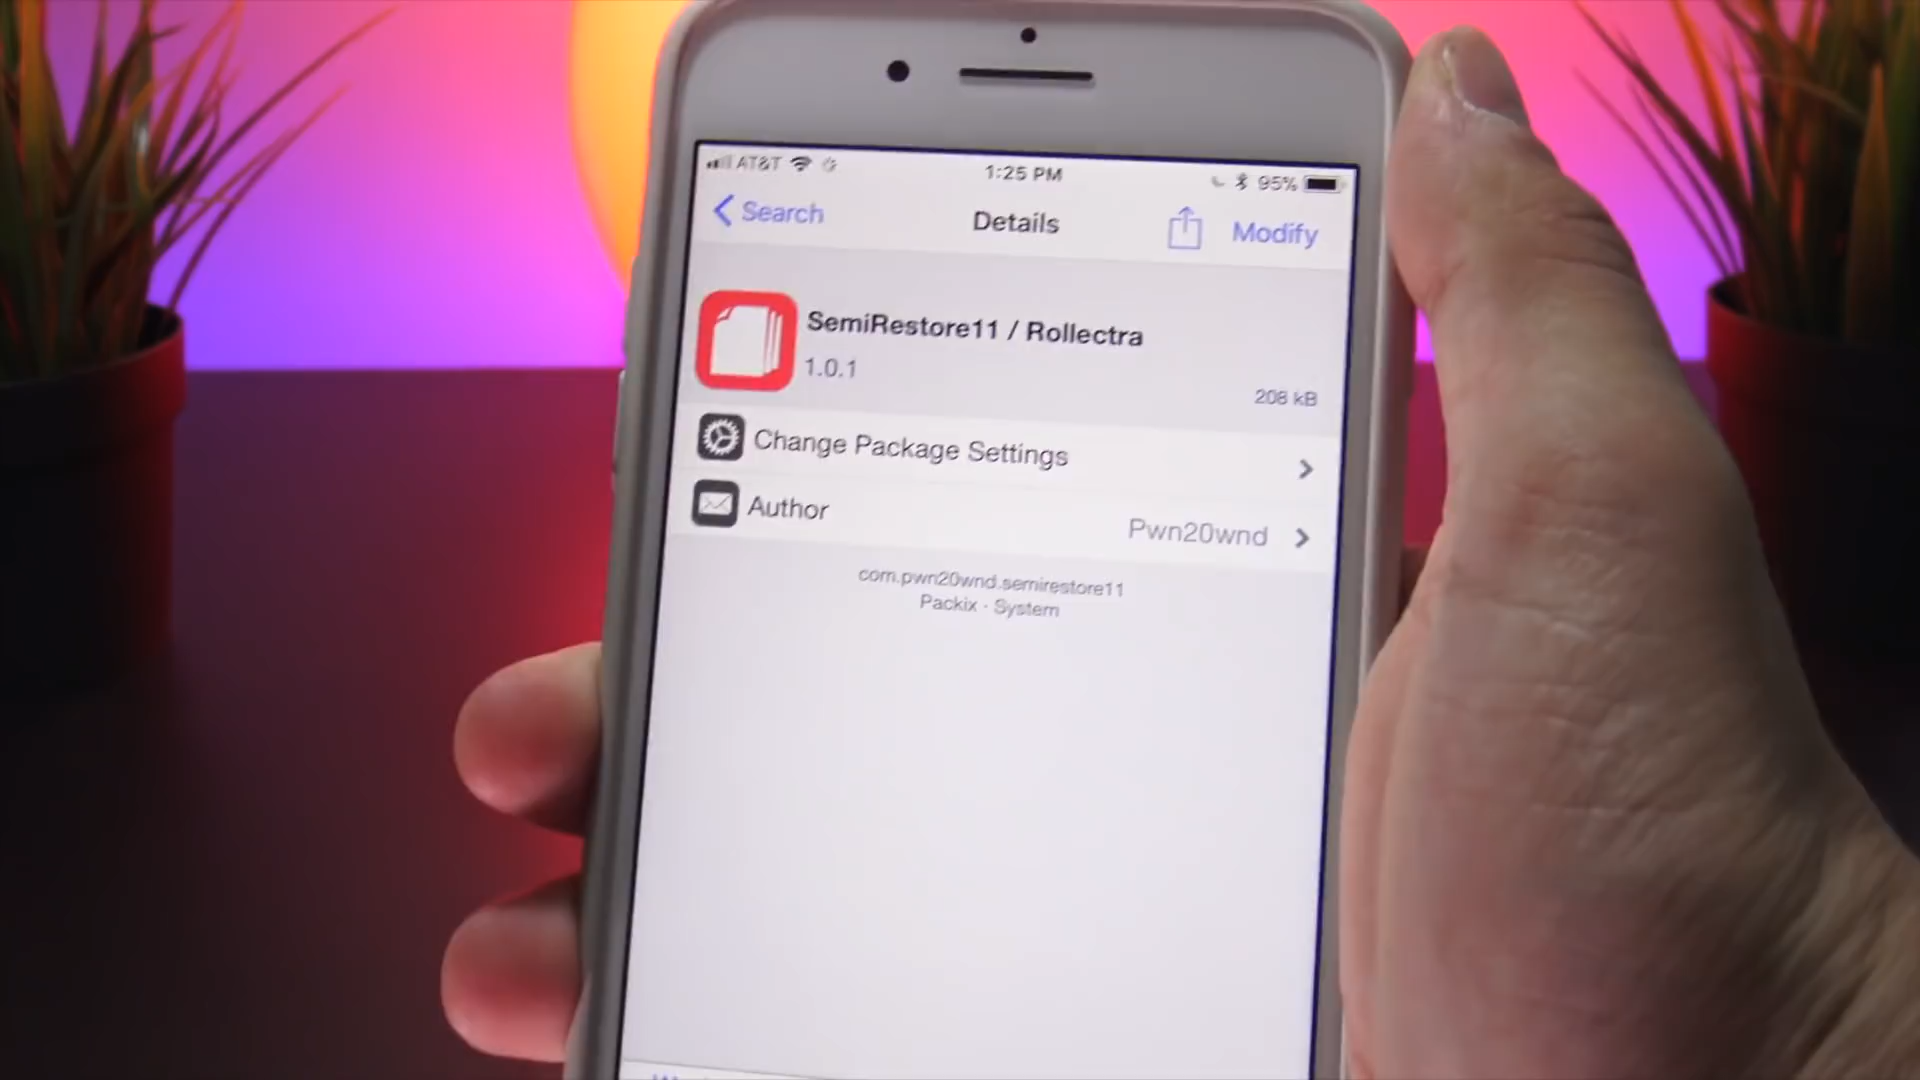 AT&T 1:25 PM 95%
Search Details Modify
SemiRestore11 / Rollectra
1.0.1
208 kB
Change Package Settings
Author Pwn20wnd
com.pwn20wnd.semirestore11
Packix · System